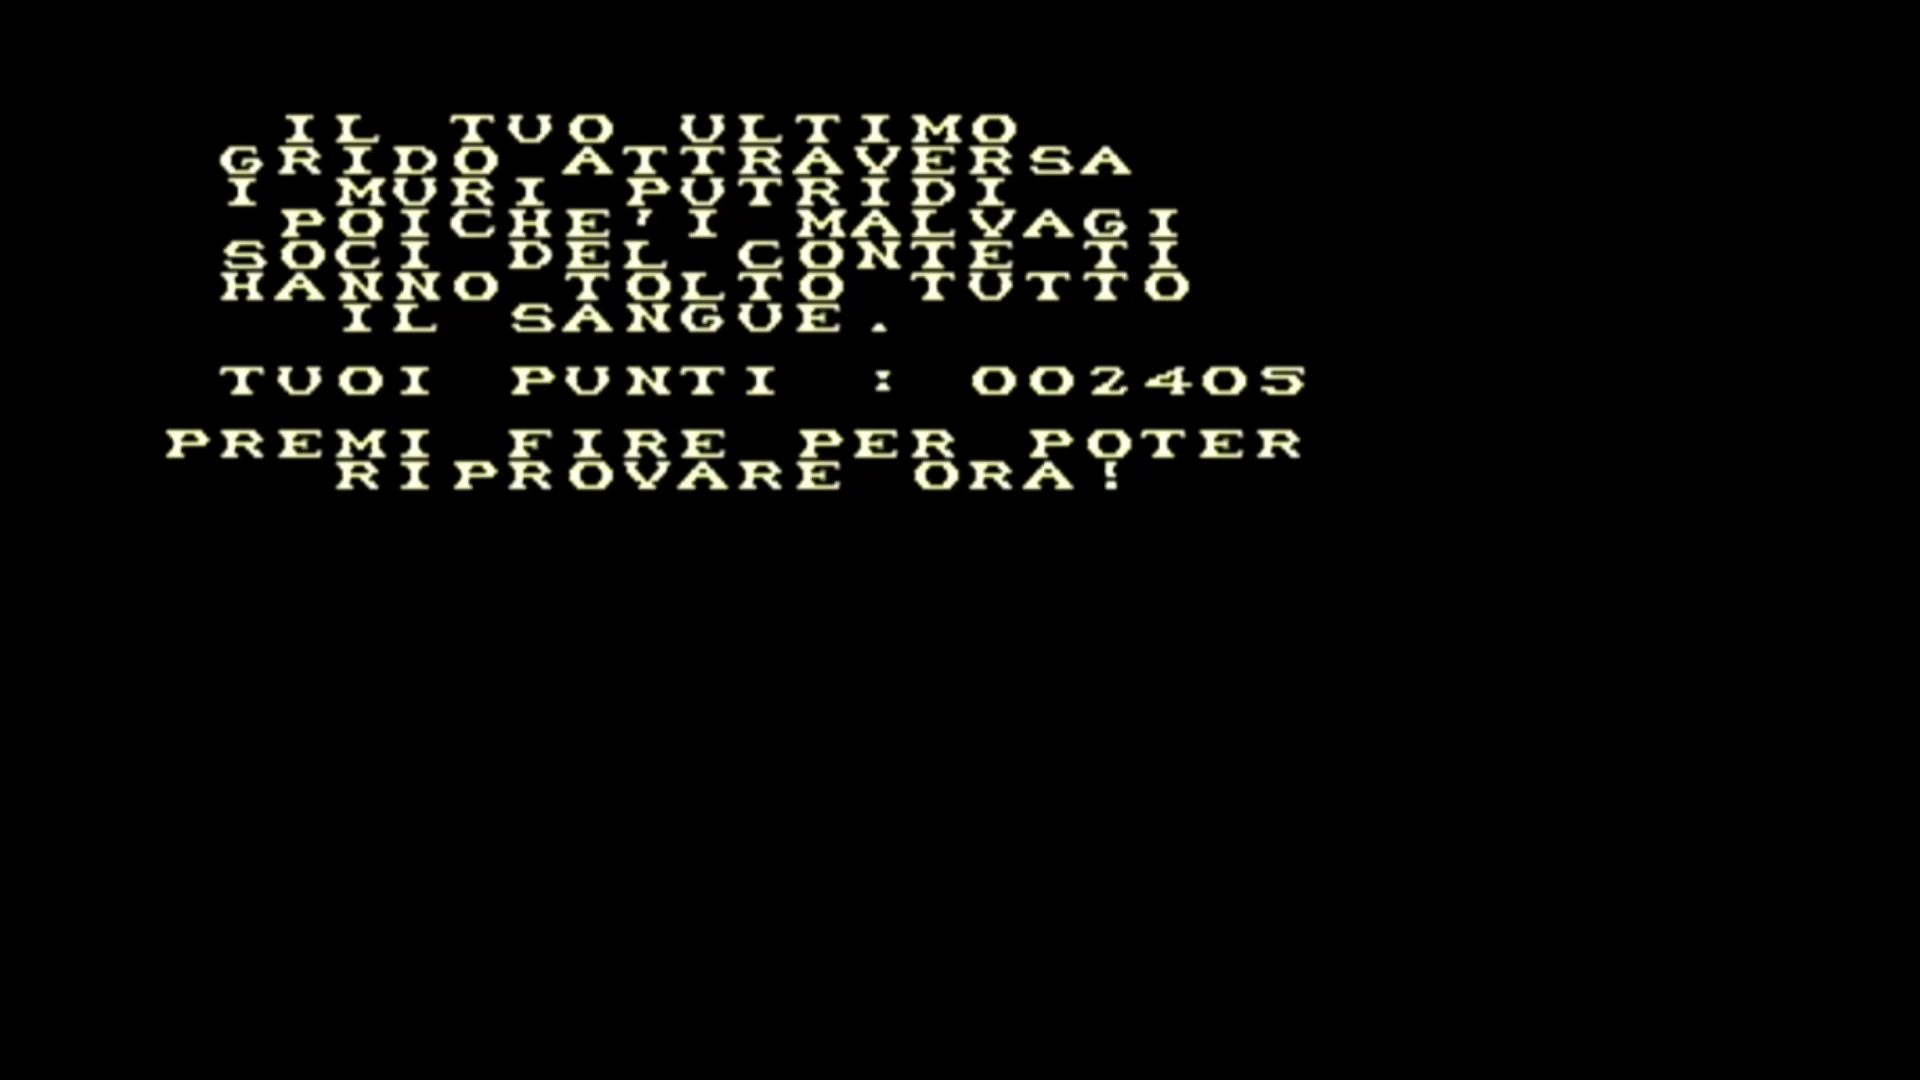 IL TUO ULTIMO
GRIDO ATTRAVERSA
I MURI PUTRIDI
POICHE'I MALVAGI
SOCI DEL CONTE TI
HANNO TOLTO TUTTO
IL SANGUE.
TUOI PUNTI : 002405
PREMI FIRE PER POTER
RIPROVARE ORA!